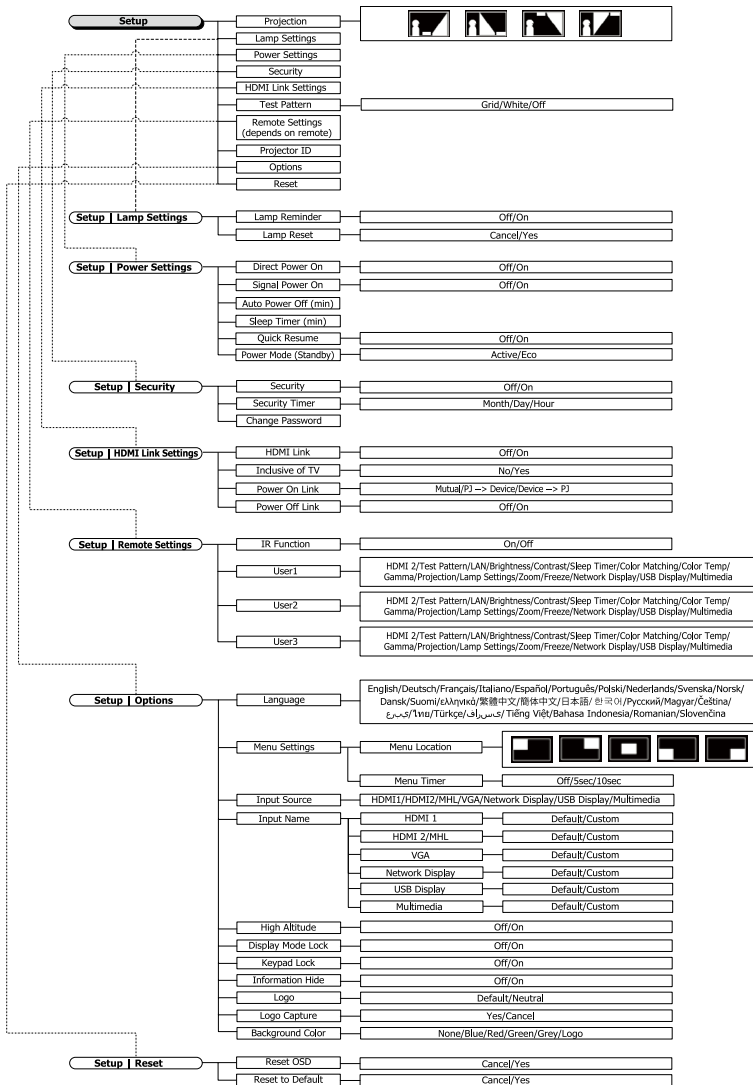 Setup
Projection
Lamp Settings
Power Settings
Security
HDMI Link Settings
Test Pattern
Grid/White/Off
Remote Settings
(depends on remote)
Projector ID
Options
Reset
Setup | Lamp Settings
Lamp Reminder
Off/On
Lamp Reset
Cancel/Yes
Setup | Power Settings
Direct Power On
Off/On
Signal Power On
Off/On
Auto Power Off (min)
Sleep Timer (min)
Quick Resume
Off/On
Power Mode (Standby)
Active/Eco
Setup | Security
Security
Off/On
Security Timer
Month/Day/Hour
Change Password
Setup | HDMI Link Settings
HDMI Link
Off/On
Inclusive of TV
No/Yes
Power On Link
Mutual/PJ --> Device/Device --> PJ
Power Off Link
Off/On
Setup | Remote Settings
IR Function
On/Off
User1
HDMI 2/Test Pattern/LAN/Brightness/Contrast/Sleep Timer/Color Matching/Color Temp/
Gamma/Projection/Lamp Settings/Zoom/Freeze/Network Display/USB Display/Multimedia
User2
HDMI 2/Test Pattern/LAN/Brightness/Contrast/Sleep Timer/Color Matching/Color Temp/
Gamma/Projection/Lamp Settings/Zoom/Freeze/Network Display/USB Display/Multimedia
User3
HDMI 2/Test Pattern/LAN/Brightness/Contrast/Sleep Timer/Color Matching/Color Temp/
Gamma/Projection/Lamp Settings/Zoom/Freeze/Network Display/USB Display/Multimedia
Setup | Options
Language
English/Deutsch/Français/Italiano/Español/Português/Polski/Nederlands/Svenska/Norsk/
Dansk/Suomi/ελληνικά/繁體中文/簡体中文/日本語/한국어/Русский/Magyar/Čeština/
عربي/ไทย/Türkçe/فارسی/Tiếng Việt/Bahasa Indonesia/Romanian/Slovenčina
Menu Settings
Menu Location
Menu Timer
Off/5sec/10sec
Input Source
HDMI1/HDMI2/MHL/VGA/Network Display/USB Display/Multimedia
Input Name
HDMI 1
Default/Custom
HDMI 2/MHL
Default/Custom
VGA
Default/Custom
Network Display
Default/Custom
USB Display
Default/Custom
Multimedia
Default/Custom
High Altitude
Off/On
Display Mode Lock
Off/On
Keypad Lock
Off/On
Information Hide
Off/On
Logo
Default/Neutral
Logo Capture
Yes/Cancel
Background Color
None/Blue/Red/Green/Grey/Logo
Setup | Reset
Reset OSD
Cancel/Yes
Reset to Default
Cancel/Yes